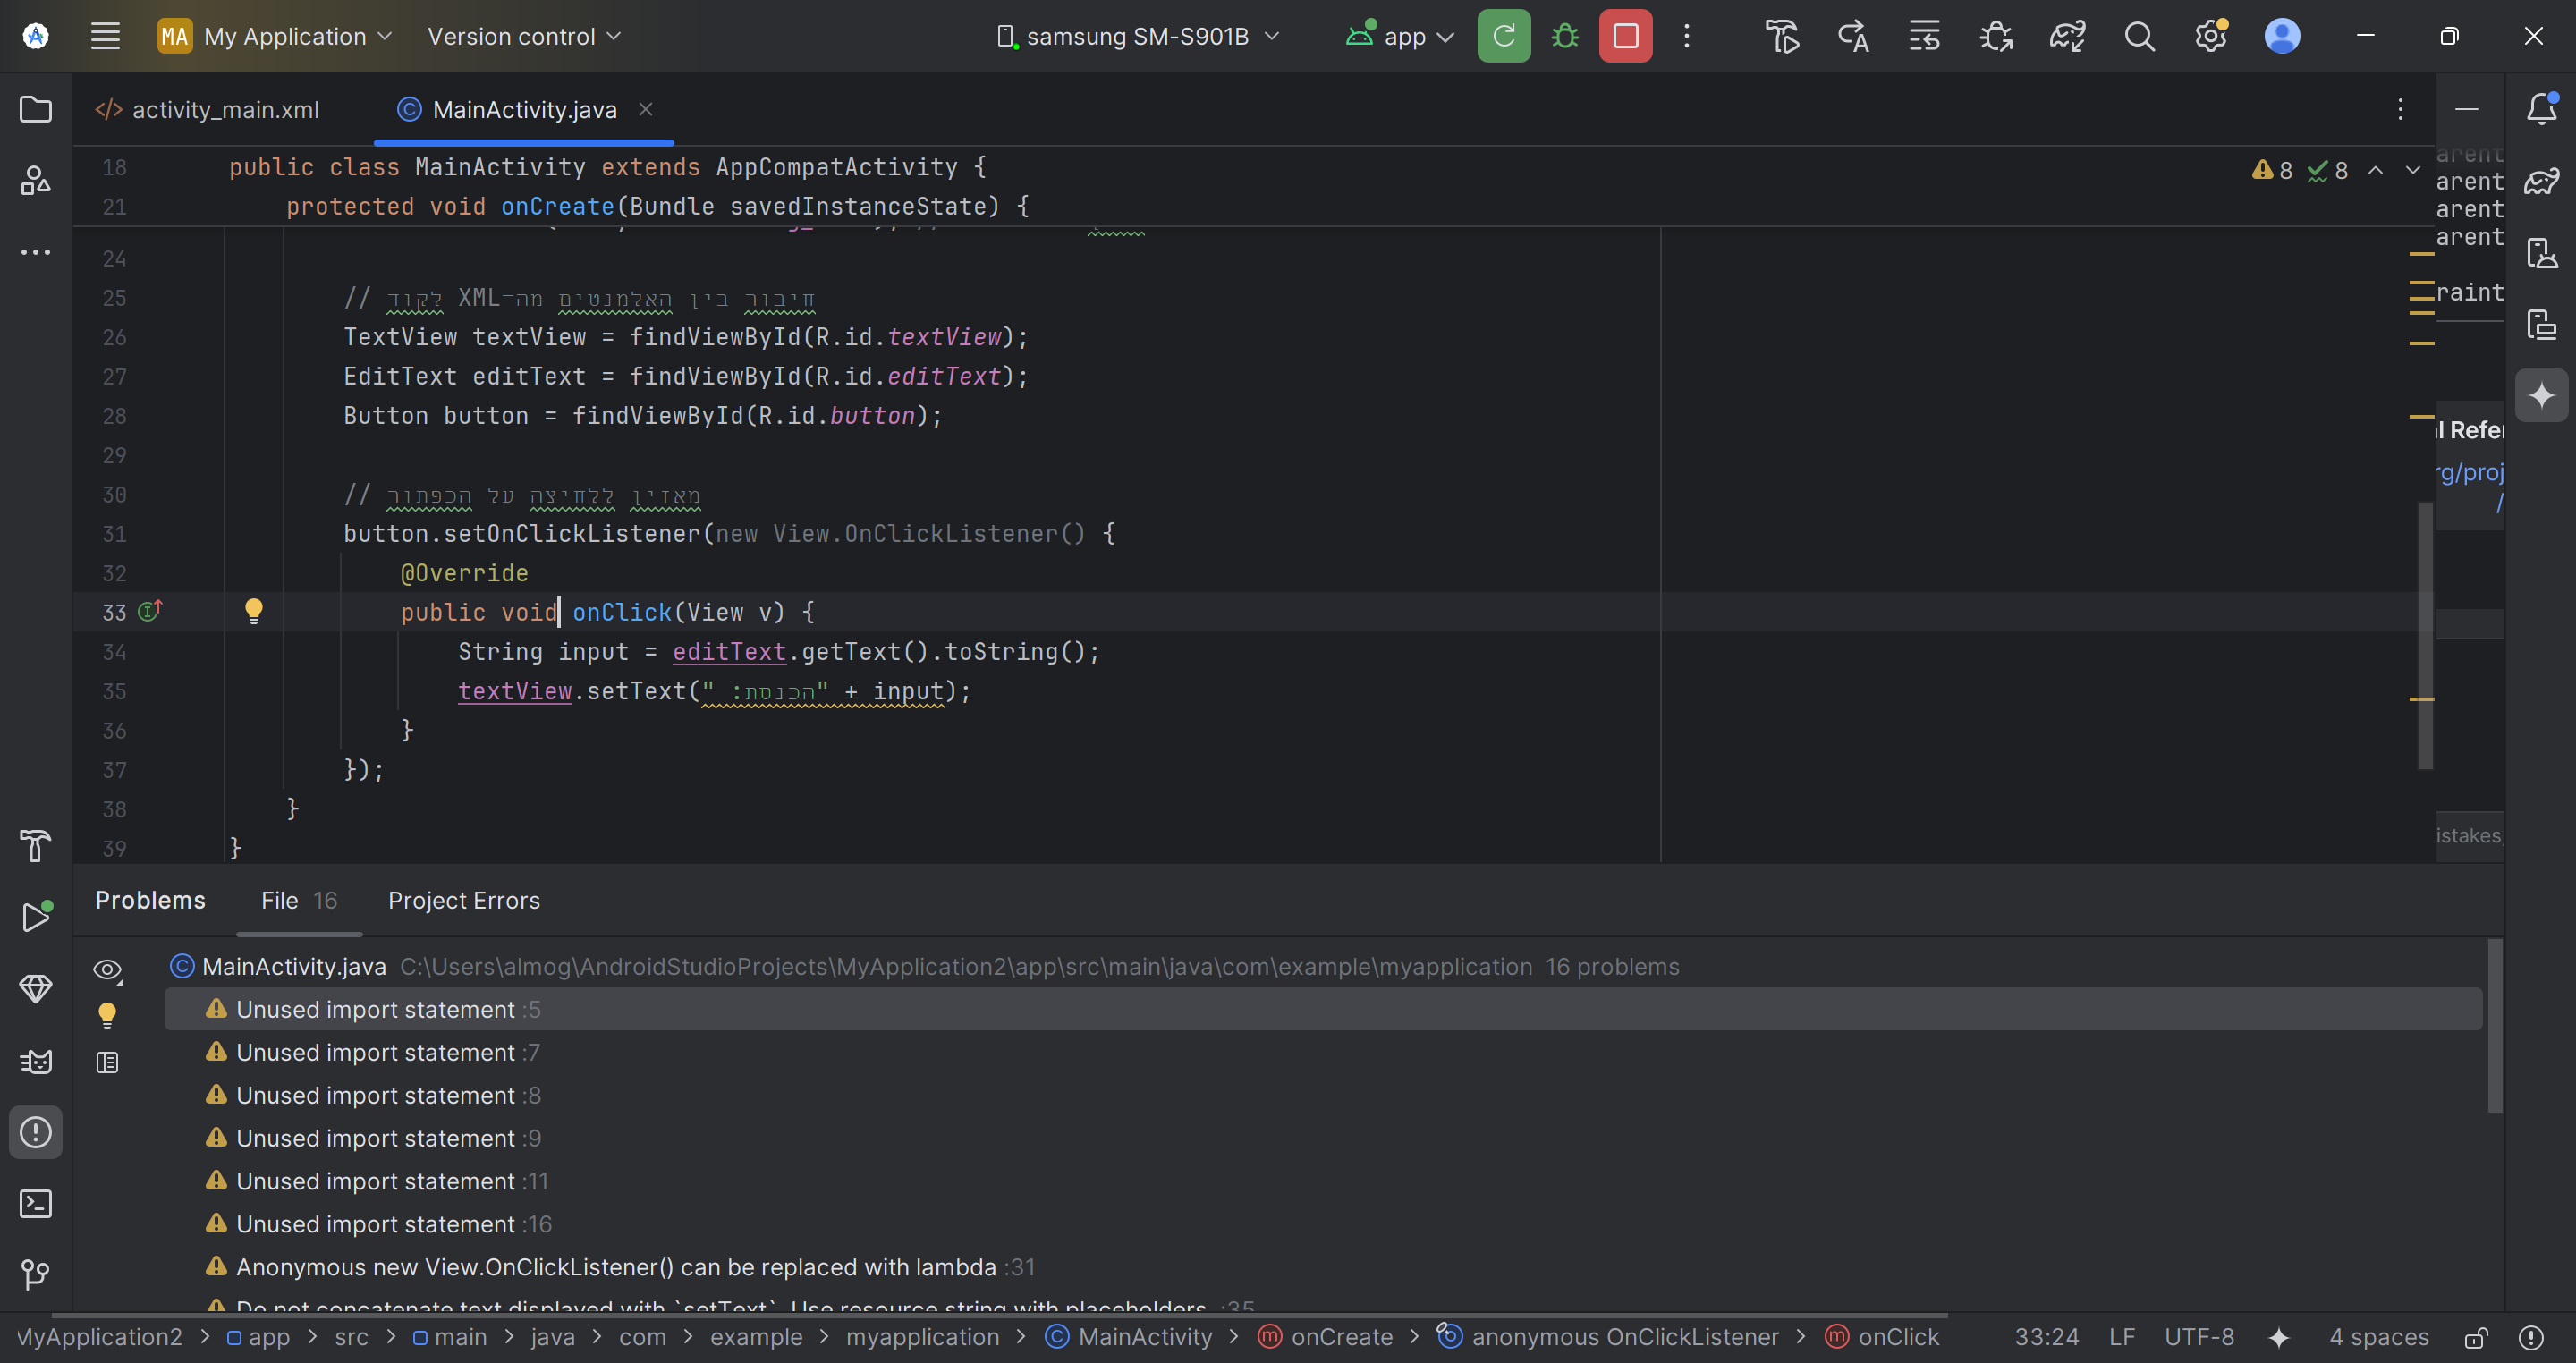 MA My Application Version control samsung SM-S901B app
activity_main.xml MainActivity.java
18 public class MainActivity extends AppCompatActivity {
8 8
21 protected void onCreate(Bundle savedInstanceState) {
arent
arent
arent
arent
24
25 // חיבור בין האלמנטים מה-XML לקוד
raint
26 TextView textView = findViewById(R.id.textView);
27 EditText editText = findViewById(R.id.editText);
28 Button button = findViewById(R.id.button);
l Refe
29
rg/proj
30 // מאזין ללחיצה על הכפתור
/
31 button.setOnClickListener(new View.OnClickListener() {
32 @Override
33 public void onClick(View v) {
34 String input = editText.getText().toString();
35 textView.setText("הכנסת: " + input);
36 }
37 });
38 }
istakes,
39 }
Problems File 16 Project Errors
MainActivity.java C:\Users\almog\AndroidStudioProjects\MyApplication2\app\src\main\java\com\example\myapplication 16 problems
Unused import statement :5
Unused import statement :7
Unused import statement :8
Unused import statement :9
Unused import statement :11
Unused import statement :16
Anonymous new View.OnClickListener() can be replaced with lambda :31
Do not concatenate text displayed with `setText`. Use resource string with placeholders. :35
MyApplication2 > app > src > main > java > com > example > myapplication > MainActivity > onCreate > anonymous OnClickListener > onClick 33:24 LF UTF-8 4 spaces